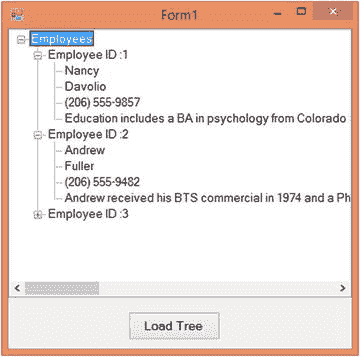 Form1
Employees
Employee ID :1
Nancy
Davolio
(206) 555-9857
Education includes a BA in psychology from Colorado
Employee ID :2
Andrew
Fuller
(206) 555-9482
Andrew received his BTS commercial in 1974 and a Ph
Employee ID :3
Load Tree